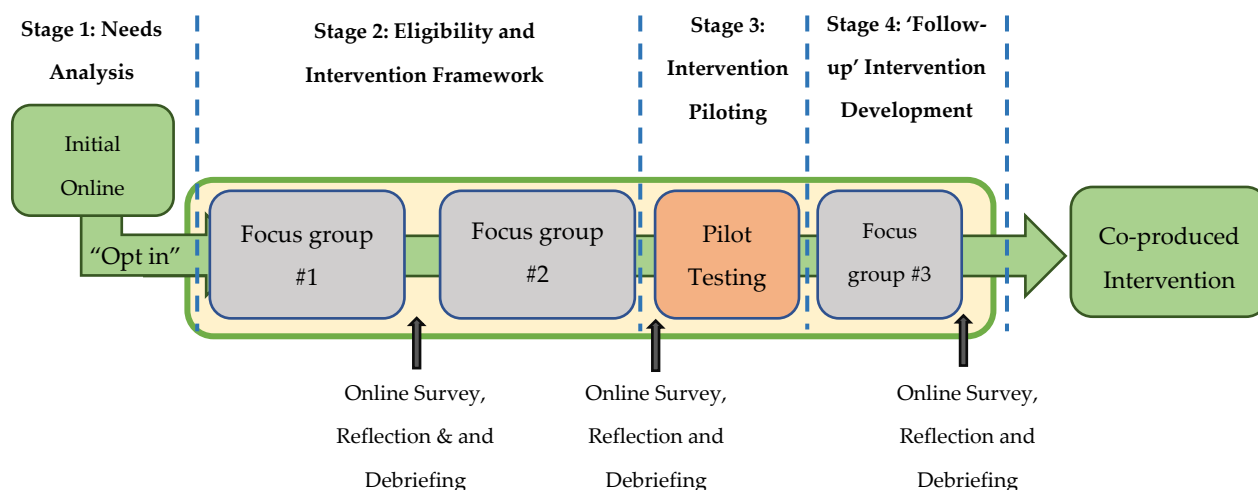 Stage 1: Needs
Analysis
Stage 2: Eligibility and
Intervention Framework
Stage 3:
Intervention
Piloting
Stage 4: ‘Follow-
up’ Intervention
Development
Initial
Online
“Opt in”
Focus group
#1
Focus group
#2
Pilot
Testing
Focus
group #3
Co-produced
Intervention
Online Survey,
Reflection & and
Debriefing
Online Survey,
Reflection and
Debriefing
Online Survey,
Reflection and
Debriefing